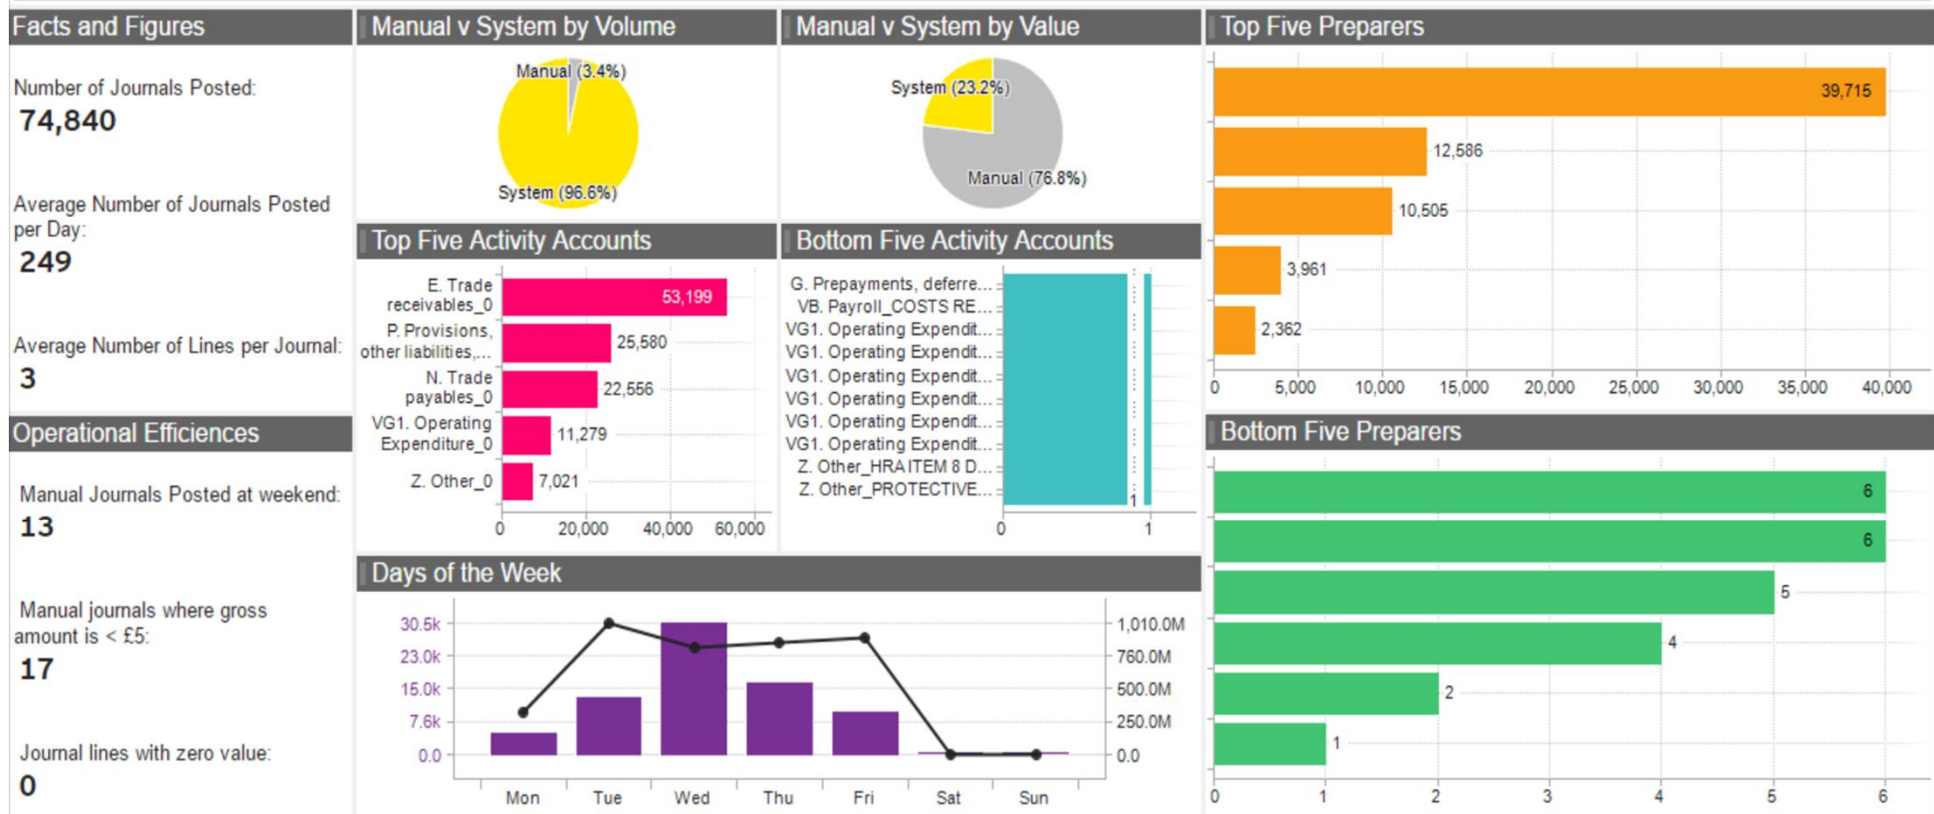 Facts and Figures
Number of Journals Posted:
74,840
Average Number of Journals Posted
per Day:
249
Average Number of Lines per Journal:
3
Operational Efficiences
Manual Journals Posted at weekend:
13
Manual journals where gross
amount is < £5:
17
Journal lines with zero value:
0
Manual v System by Volume
Manual (3.4%)
System (96.6%)
Manual v System by Value
System (23.2%)
Manual (76.8%)
Top Five Activity Accounts
E. Trade
receivables_0
53,199
P. Provisions,
other liabilities,...
25,580
N. Trade
payables_0
22,556
VG1. Operating
Expenditure_0
11,279
Z. Other_0
7,021
0 20,000 40,000 60,000
Bottom Five Activity Accounts
G. Prepayments, deferre...
VB. Payroll_COSTS RE...
VG1. Operating Expendit...
VG1. Operating Expendit...
VG1. Operating Expendit...
VG1. Operating Expendit...
VG1. Operating Expendit...
VG1. Operating Expendit...
Z. Other_HRA ITEM 8 D...
Z. Other_PROTECTIVE...
1
0 1
Days of the Week
30.5k
23.0k
15.0k
7.6k
0.0
1,010.0M
760.0M
500.0M
250.0M
0.0
Mon Tue Wed Thu Fri Sat Sun
Top Five Preparers
39,715
12,586
10,505
3,961
2,362
0 5,000 10,000 15,000 20,000 25,000 30,000 35,000 40,000
Bottom Five Preparers
6
6
5
4
2
1
0 1 2 3 4 5 6